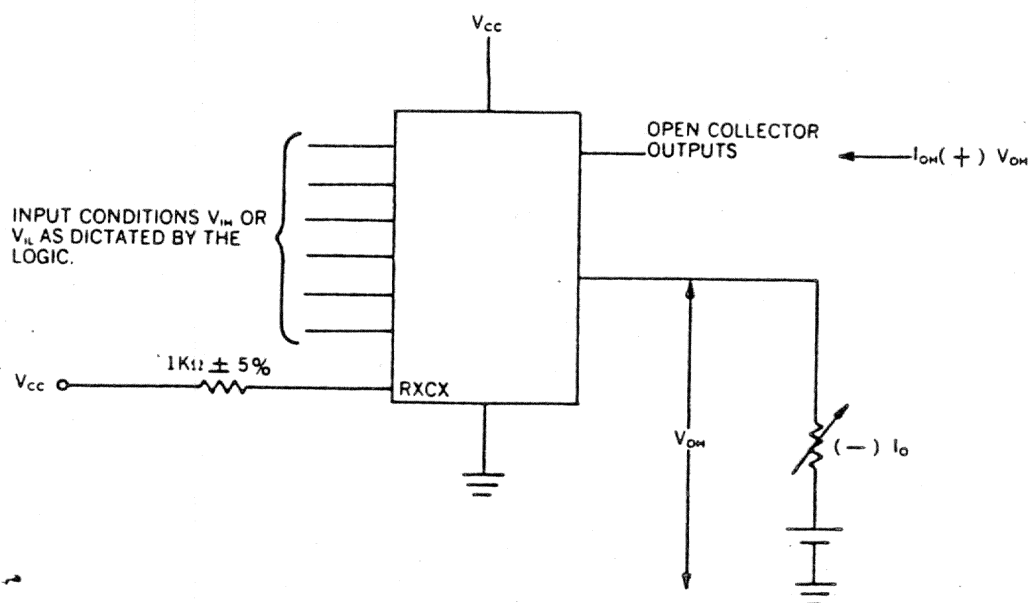 Vcc
OPEN COLLECTOR
OUTPUTS
IOH(+) VOH
INPUT CONDITIONS VIH OR
VIL AS DICTATED BY THE
LOGIC.
1KΩ ± 5%
Vcc
RXCX
VOH
(—) IO